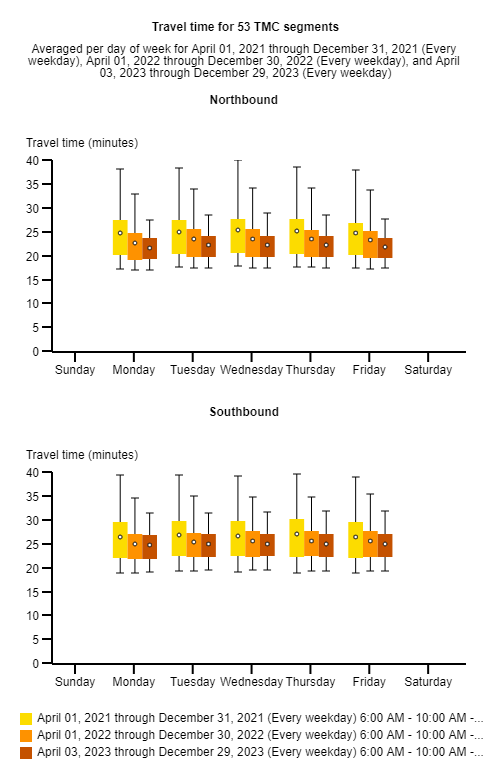 Travel time for 53 TMC segments
Averaged per day of week for April 01, 2021 through December 31, 2021 (Every
weekday), April 01, 2022 through December 30, 2022 (Every weekday), and April
03, 2023 through December 29, 2023 (Every weekday)
Northbound
Travel time (minutes)
40
35
30
25
20
15
10
5
0
Sunday Monday Tuesday Wednesday Thursday Friday Saturday
Southbound
Travel time (minutes)
40
35
30
25
20
15
10
5
0
Sunday Monday Tuesday Wednesday Thursday Friday Saturday
April 01, 2021 through December 31, 2021 (Every weekday) 6:00 AM - 10:00 AM -...
April 01, 2022 through December 30, 2022 (Every weekday) 6:00 AM - 10:00 AM -...
April 03, 2023 through December 29, 2023 (Every weekday) 6:00 AM - 10:00 AM -...